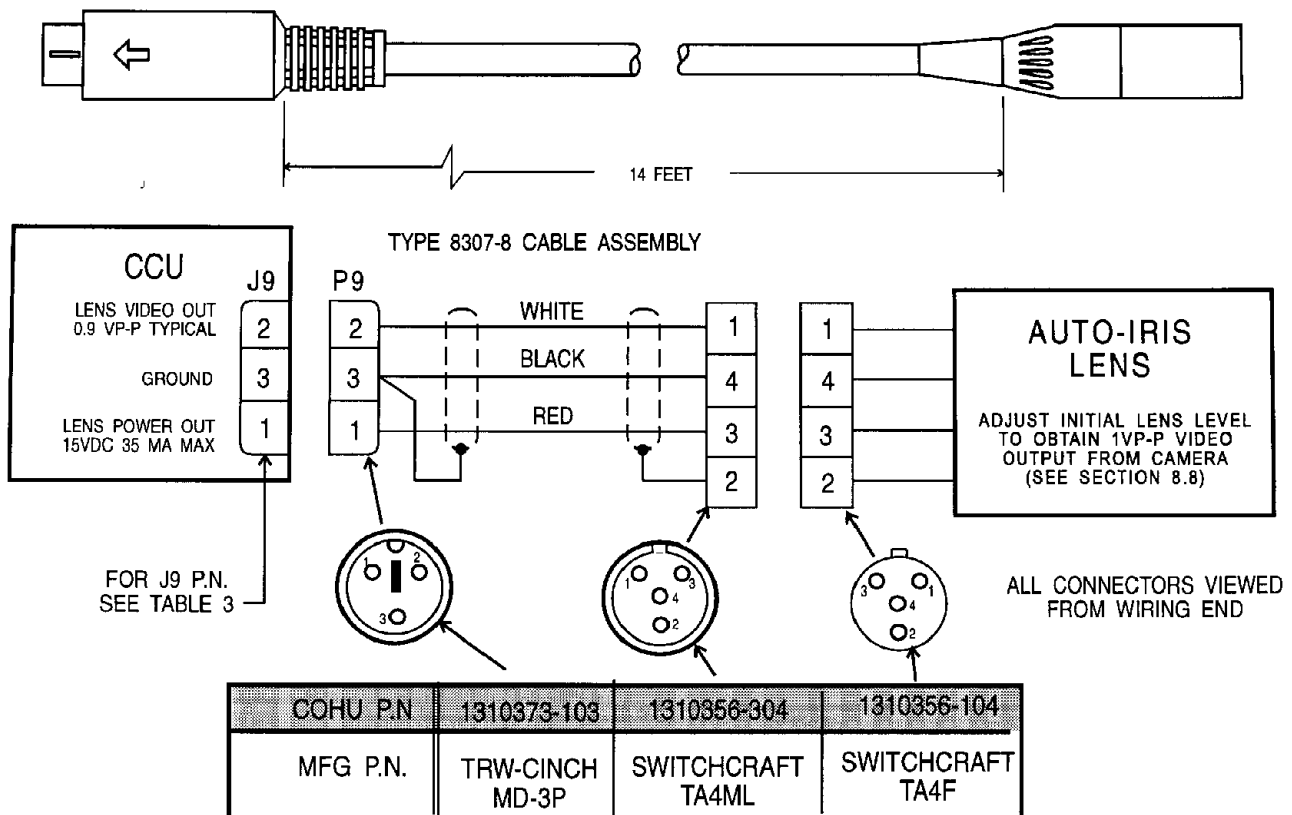 14 FEET
TYPE 8307-8 CABLE ASSEMBLY
CCU
J9
P9
LENS VIDEO OUT
0.9 VP-P TYPICAL
2
2
WHITE
1
1
GROUND
3
3
BLACK
4
4
LENS POWER OUT
15VDC 35 MA MAX
1
1
RED
3
3
2
2
AUTO-IRIS
LENS
ADJUST INITIAL LENS LEVEL
TO OBTAIN 1VP-P VIDEO
OUTPUT FROM CAMERA
(SEE SECTION 8.8)
FOR J9 P.N.
SEE TABLE 3
1
2
3
1
3
4
2
3
1
4
2
ALL CONNECTORS VIEWED
FROM WIRING END
COHU P.N 1310373-103 1310356-304 1310356-104
MFG P.N. TRW-CINCH SWITCHCRAFT SWITCHCRAFT
MD-3P TA4ML TA4F